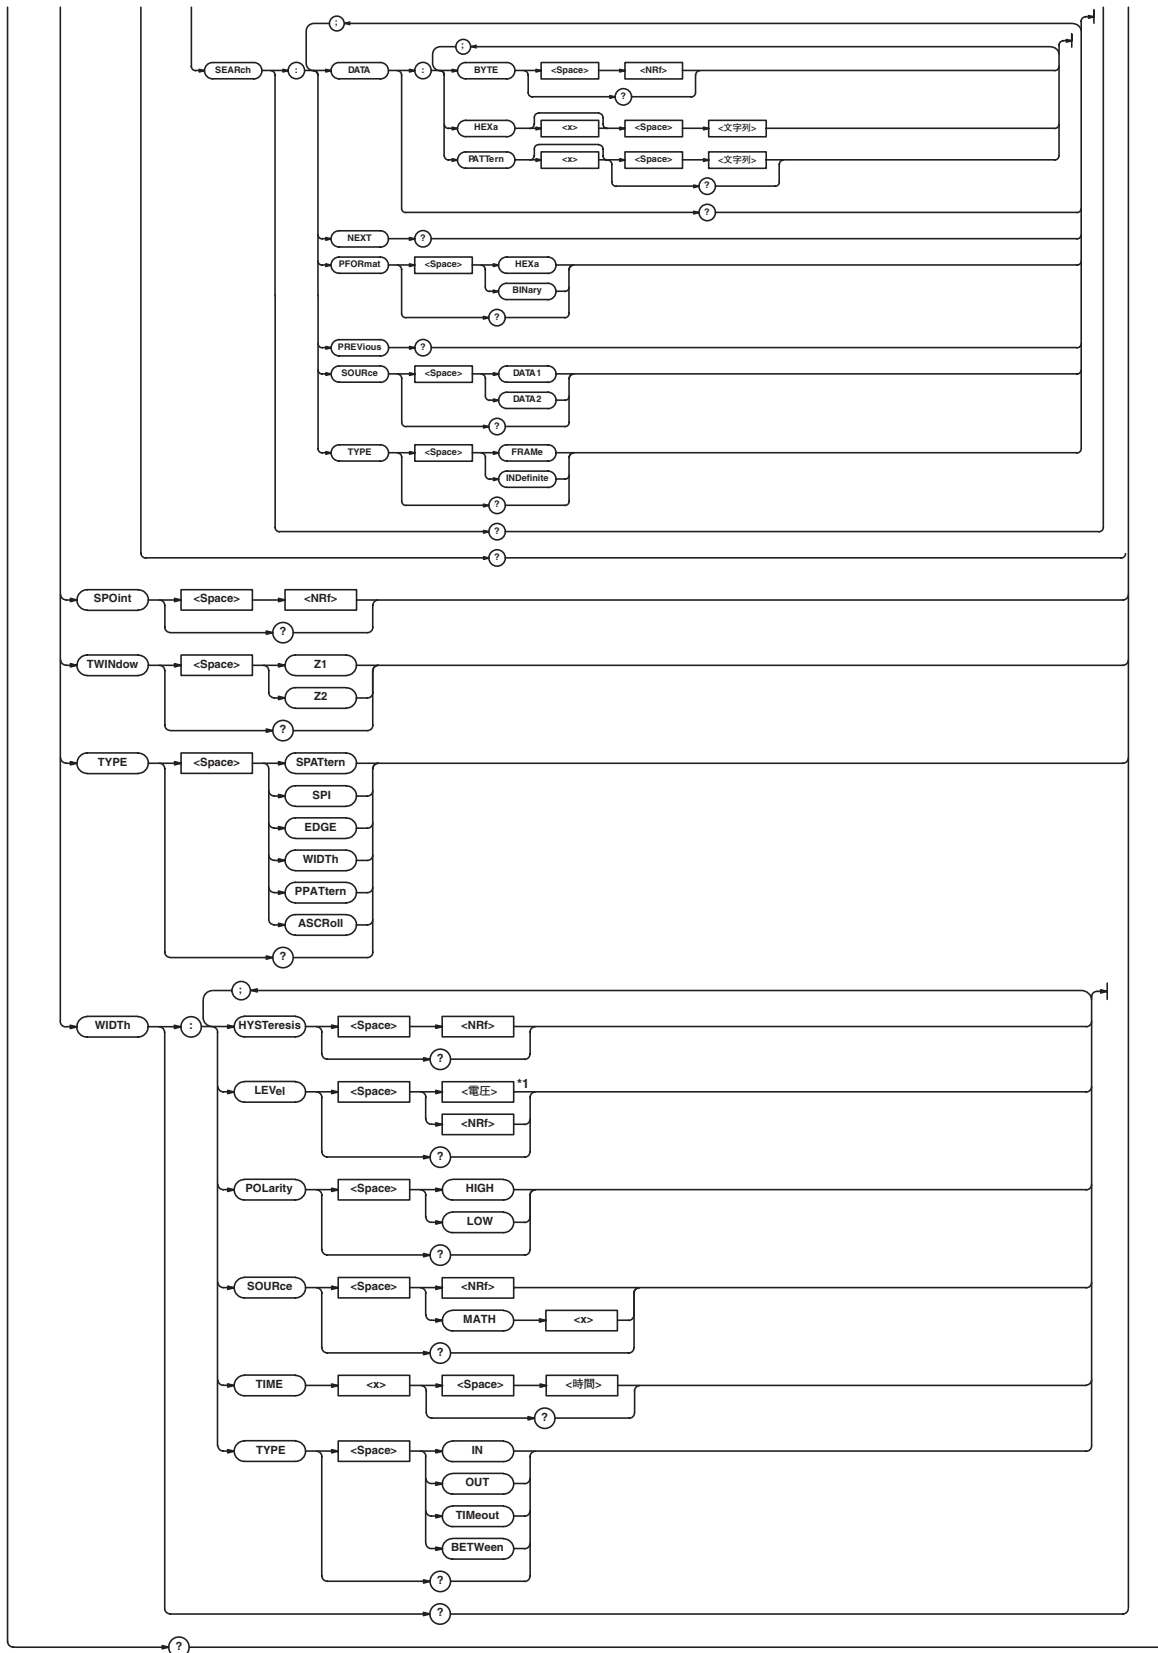 ;
;
SEARch : DATA : BYTE <Space> <NRf>
?
HEXa <x> <Space> <文字列>
PATTern <x> <Space> <文字列>
?
?
NEXT ?
PFORmat <Space> HEXa
BINary
?
PREVious ?
SOURce <Space> DATA1
DATA2
?
TYPE <Space> FRAMe
INDefinite
?
?
?
SPOint <Space> <NRf>
?
TWINdow <Space> Z1
Z2
?
TYPE <Space> SPATtern
SPI
EDGE
WIDTh
PPATtern
ASCRoll
?
;
WIDTh : HYSTeresis <Space> <NRf>
?
LEVel <Space> <電圧> *1
<NRf>
?
POLarity <Space> HIGH
LOW
?
SOURce <Space> <NRf>
MATH <x>
?
TIME <x> <Space> <時間>
?
TYPE <Space> IN
OUT
TIMeout
BETWeen
?
?
?